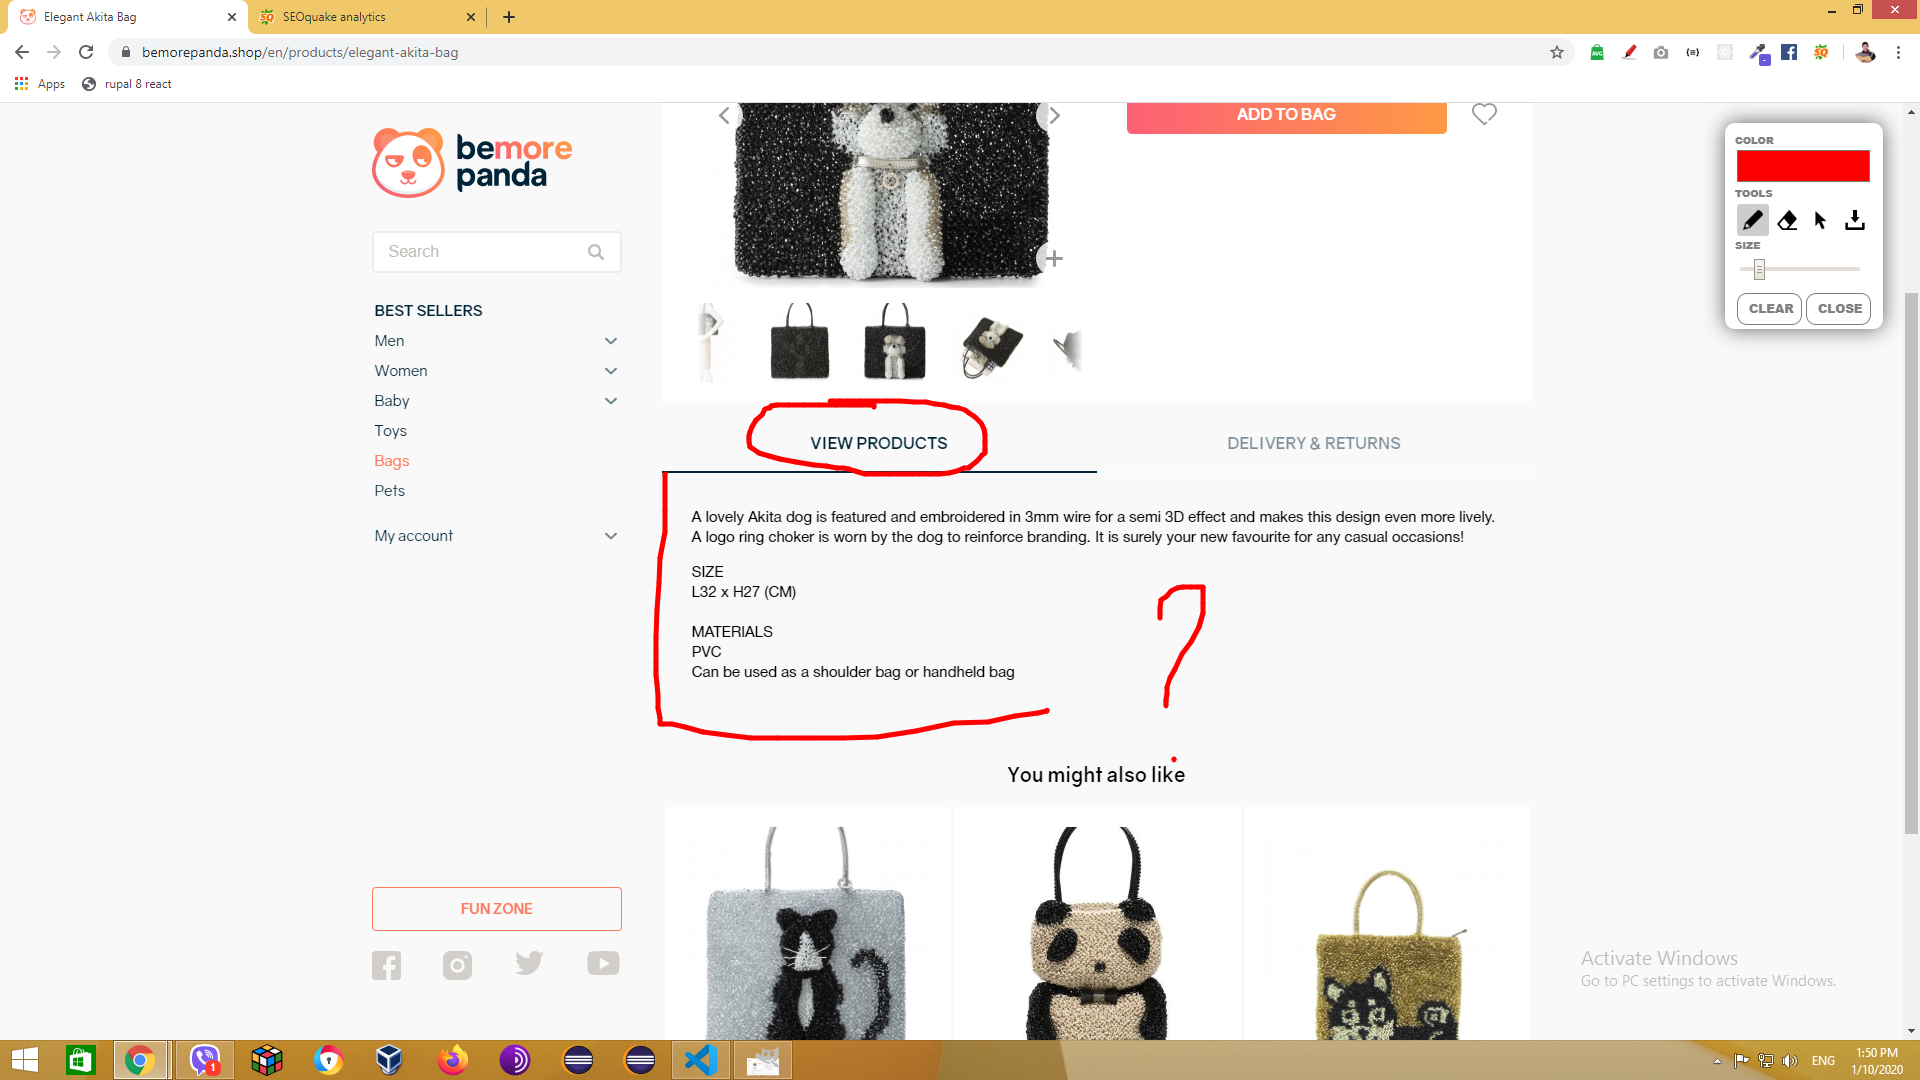 Elegant Akita Bag
SEOquake analytics
bemorepanda.shop/en/products/elegant-akita-bag
Apps
rupal 8 react
bemore
panda
Search
BEST SELLERS
Men
Women
Baby
Toys
Bags
Pets
My account
FUN ZONE
ADD TO BAG
VIEW PRODUCTS
DELIVERY & RETURNS
A lovely Akita dog is featured and embroidered in 3mm wire for a semi 3D effect and makes this design even more lively.
A logo ring choker is worn by the dog to reinforce branding. It is surely your new favourite for any casual occasions!
SIZE
L32 x H27 (CM)
MATERIALS
PVC
Can be used as a shoulder bag or handheld bag
?
You might also like
COLOR
TOOLS
SIZE
CLEAR
CLOSE
Activate Windows
Go to PC settings to activate Windows.
1
ENG
1:50 PM
1/10/2020